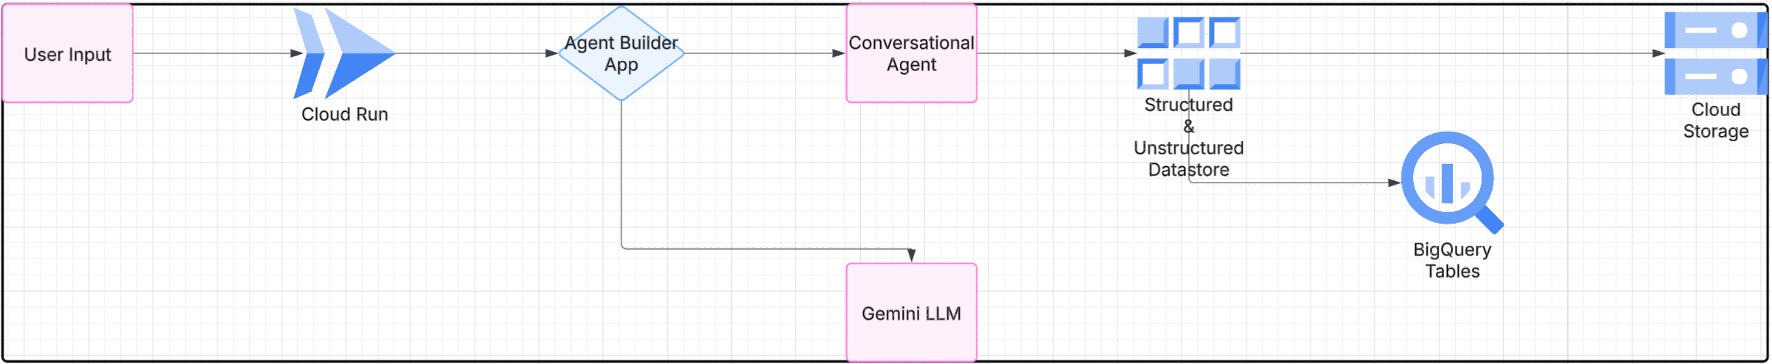 User Input
Cloud Run
Agent Builder
App
Conversational
Agent
Structured
&
Unstructured
Datastore
Cloud
Storage
BigQuery
Tables
Gemini LLM